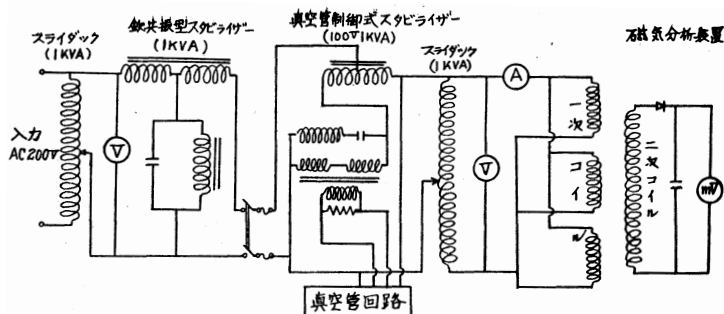 スライダック
(1KVA)
鉄共振型スタビライザー
(1KVA)
真空管制御式スタビライザー
(100V1KVA)
スライダック
(1KVA)
磁気分析装置
入力
AC200V
V
A
V
一次コイル
二次コイル
mV
真空管回路